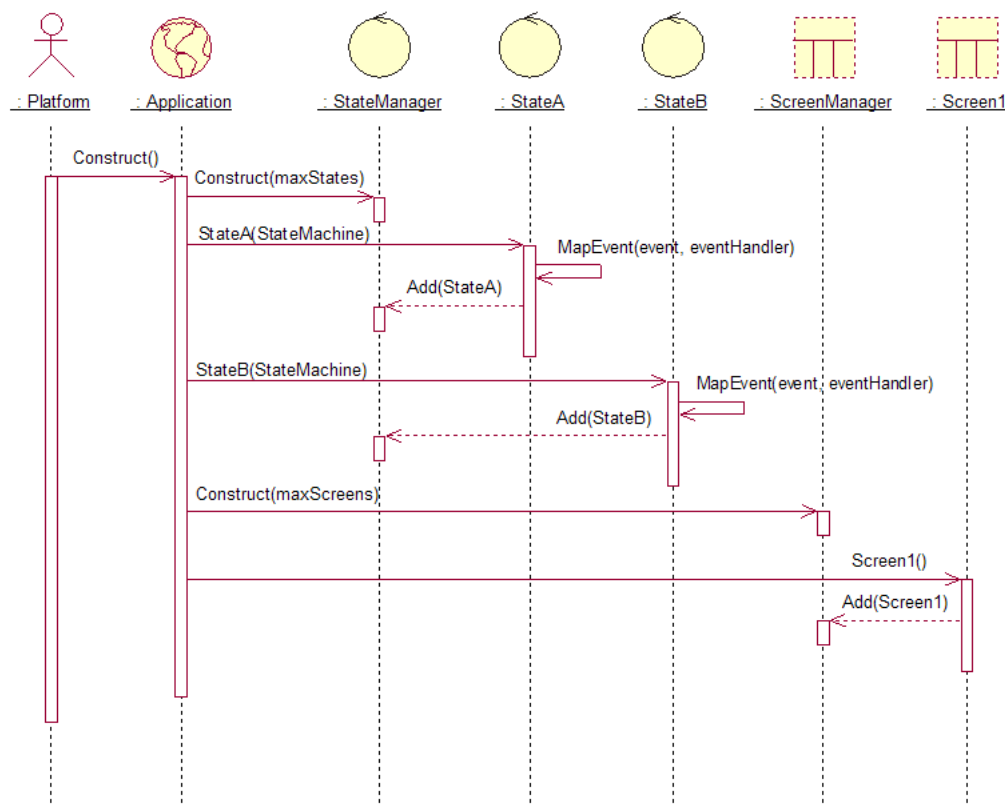 : Platform
: Application
: StateManager
: StateA
: StateB
: ScreenManager
: Screen1
Construct()
Construct(maxStates)
StateA(StateMachine)
MapEvent(event, eventHandler)
Add(StateA)
StateB(StateMachine)
MapEvent(event, eventHandler)
Add(StateB)
Construct(maxScreens)
Screen1()
Add(Screen1)